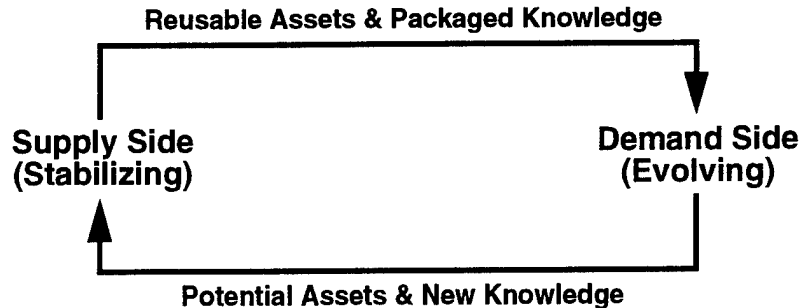 Reusable Assets & Packaged Knowledge
Supply Side
(Stabilizing)
Demand Side
(Evolving)
Potential Assets & New Knowledge